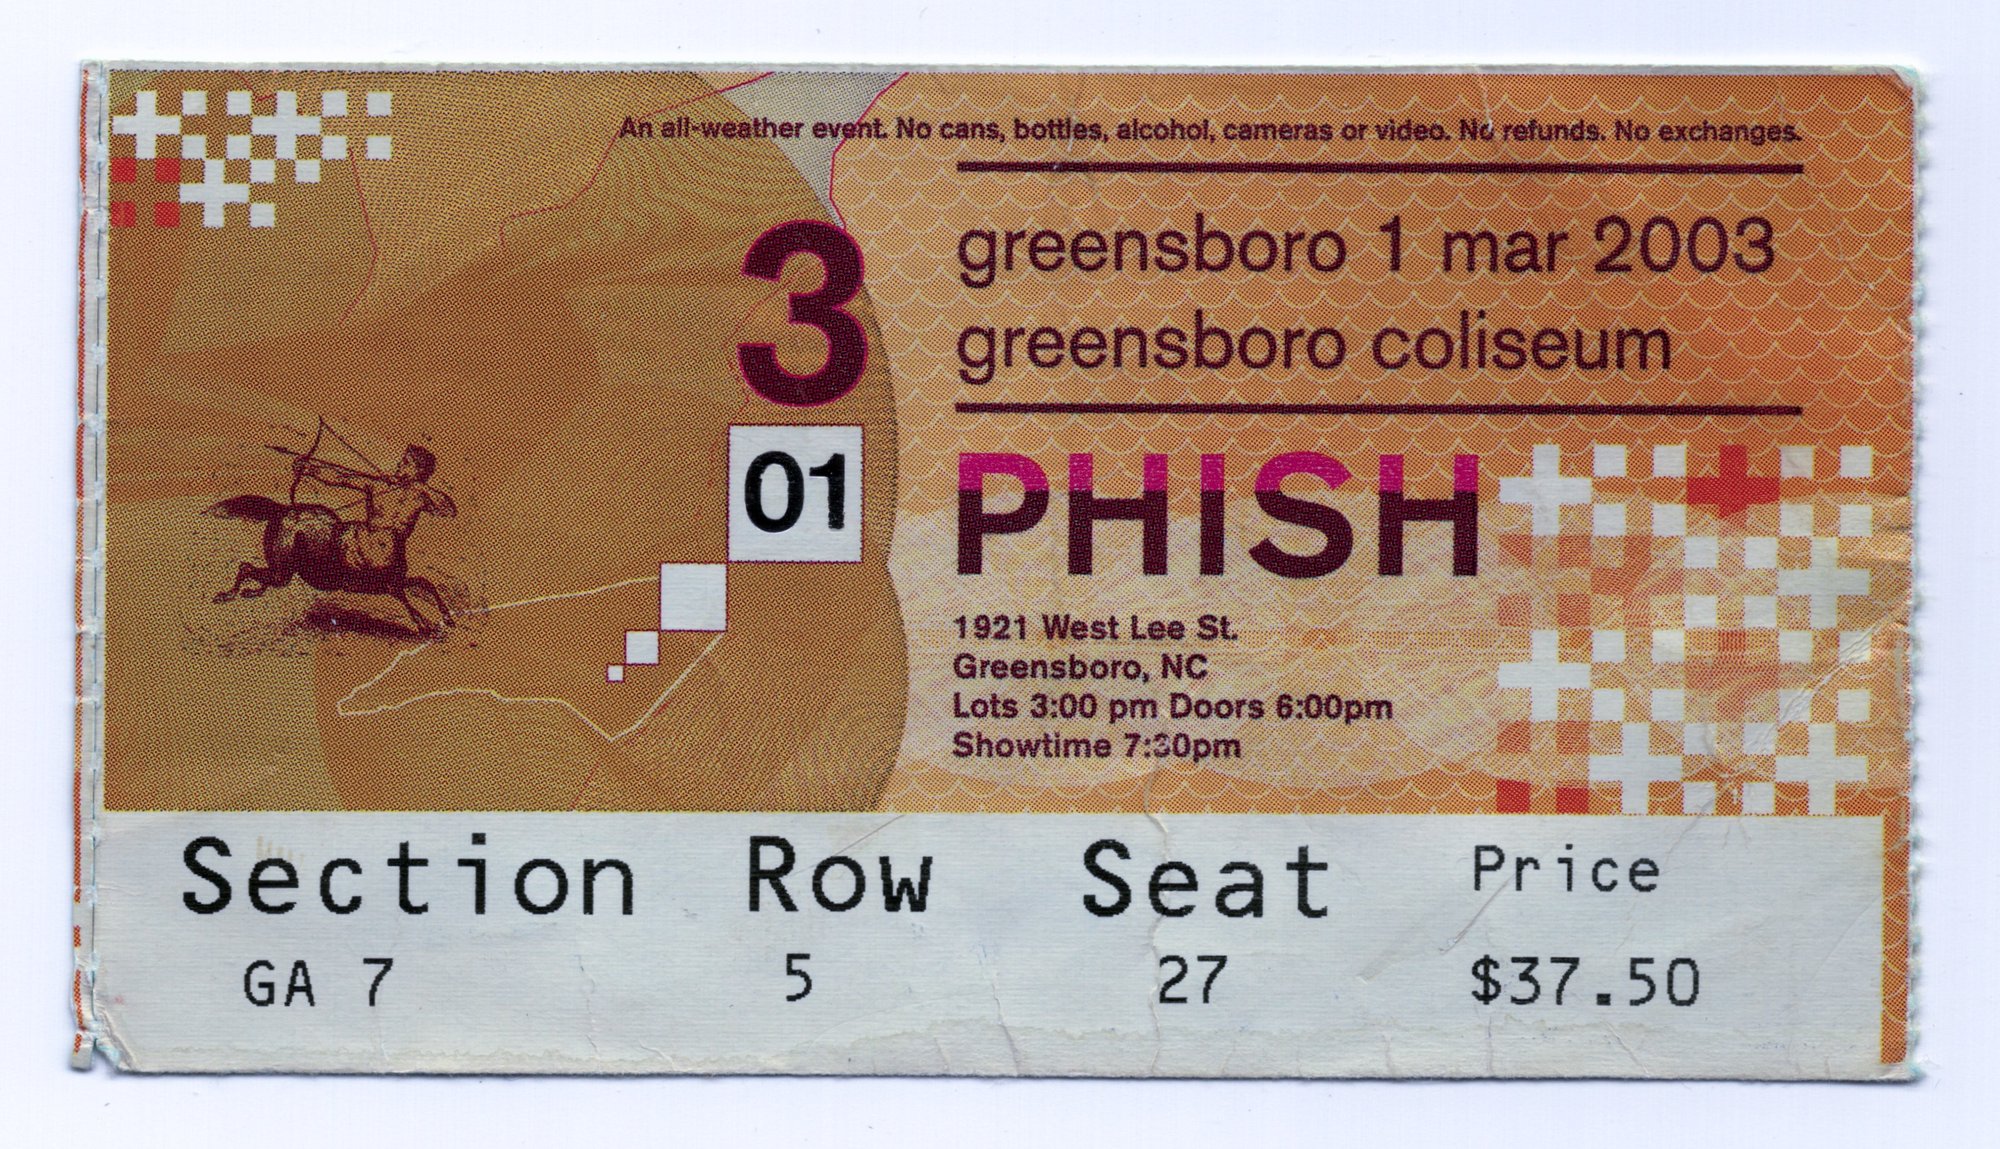 An all-weather event. No cans, bottles, alcohol, cameras or video. No refunds. No exchanges.
greensboro 1 mar 2003
greensboro coliseum
3
01
PHISH
1921 West Lee St.
Greensboro, NC
Lots 3:00 pm Doors 6:00pm
Showtime 7:30pm
Section Row Seat Price
GA 7 5 27 $37.50